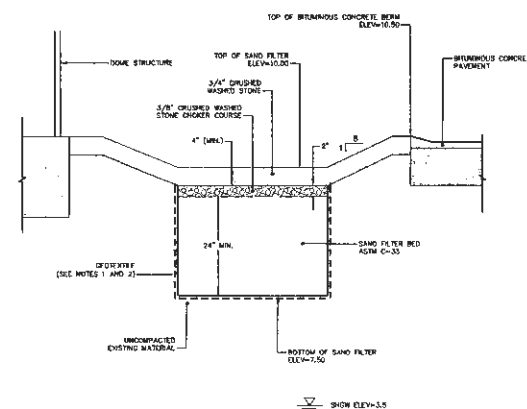 TOP OF BITUMINOUS CONCRETE BERM
ELEV=10.50
DOME STRUCTURE
TOP OF SAND FILTER
ELEV=10.00
BITUMINOUS CONCRE
PAVEMENT
3/4" CRUSHED
WASHED STONE
3/8" CRUSHED WASHED
STONE CHOKER COURSE
4" (MIN.)
2"
1
24" MIN.
SAND FILTER BED
ASTM C-33
GEOTEXTILE
(SEE NOTES 1 AND 2)
UNCOMPACTED
EXISTING MATERIAL
BOTTOM OF SAND FILTER
ELEV=7.50
SHGW ELEV=3.5